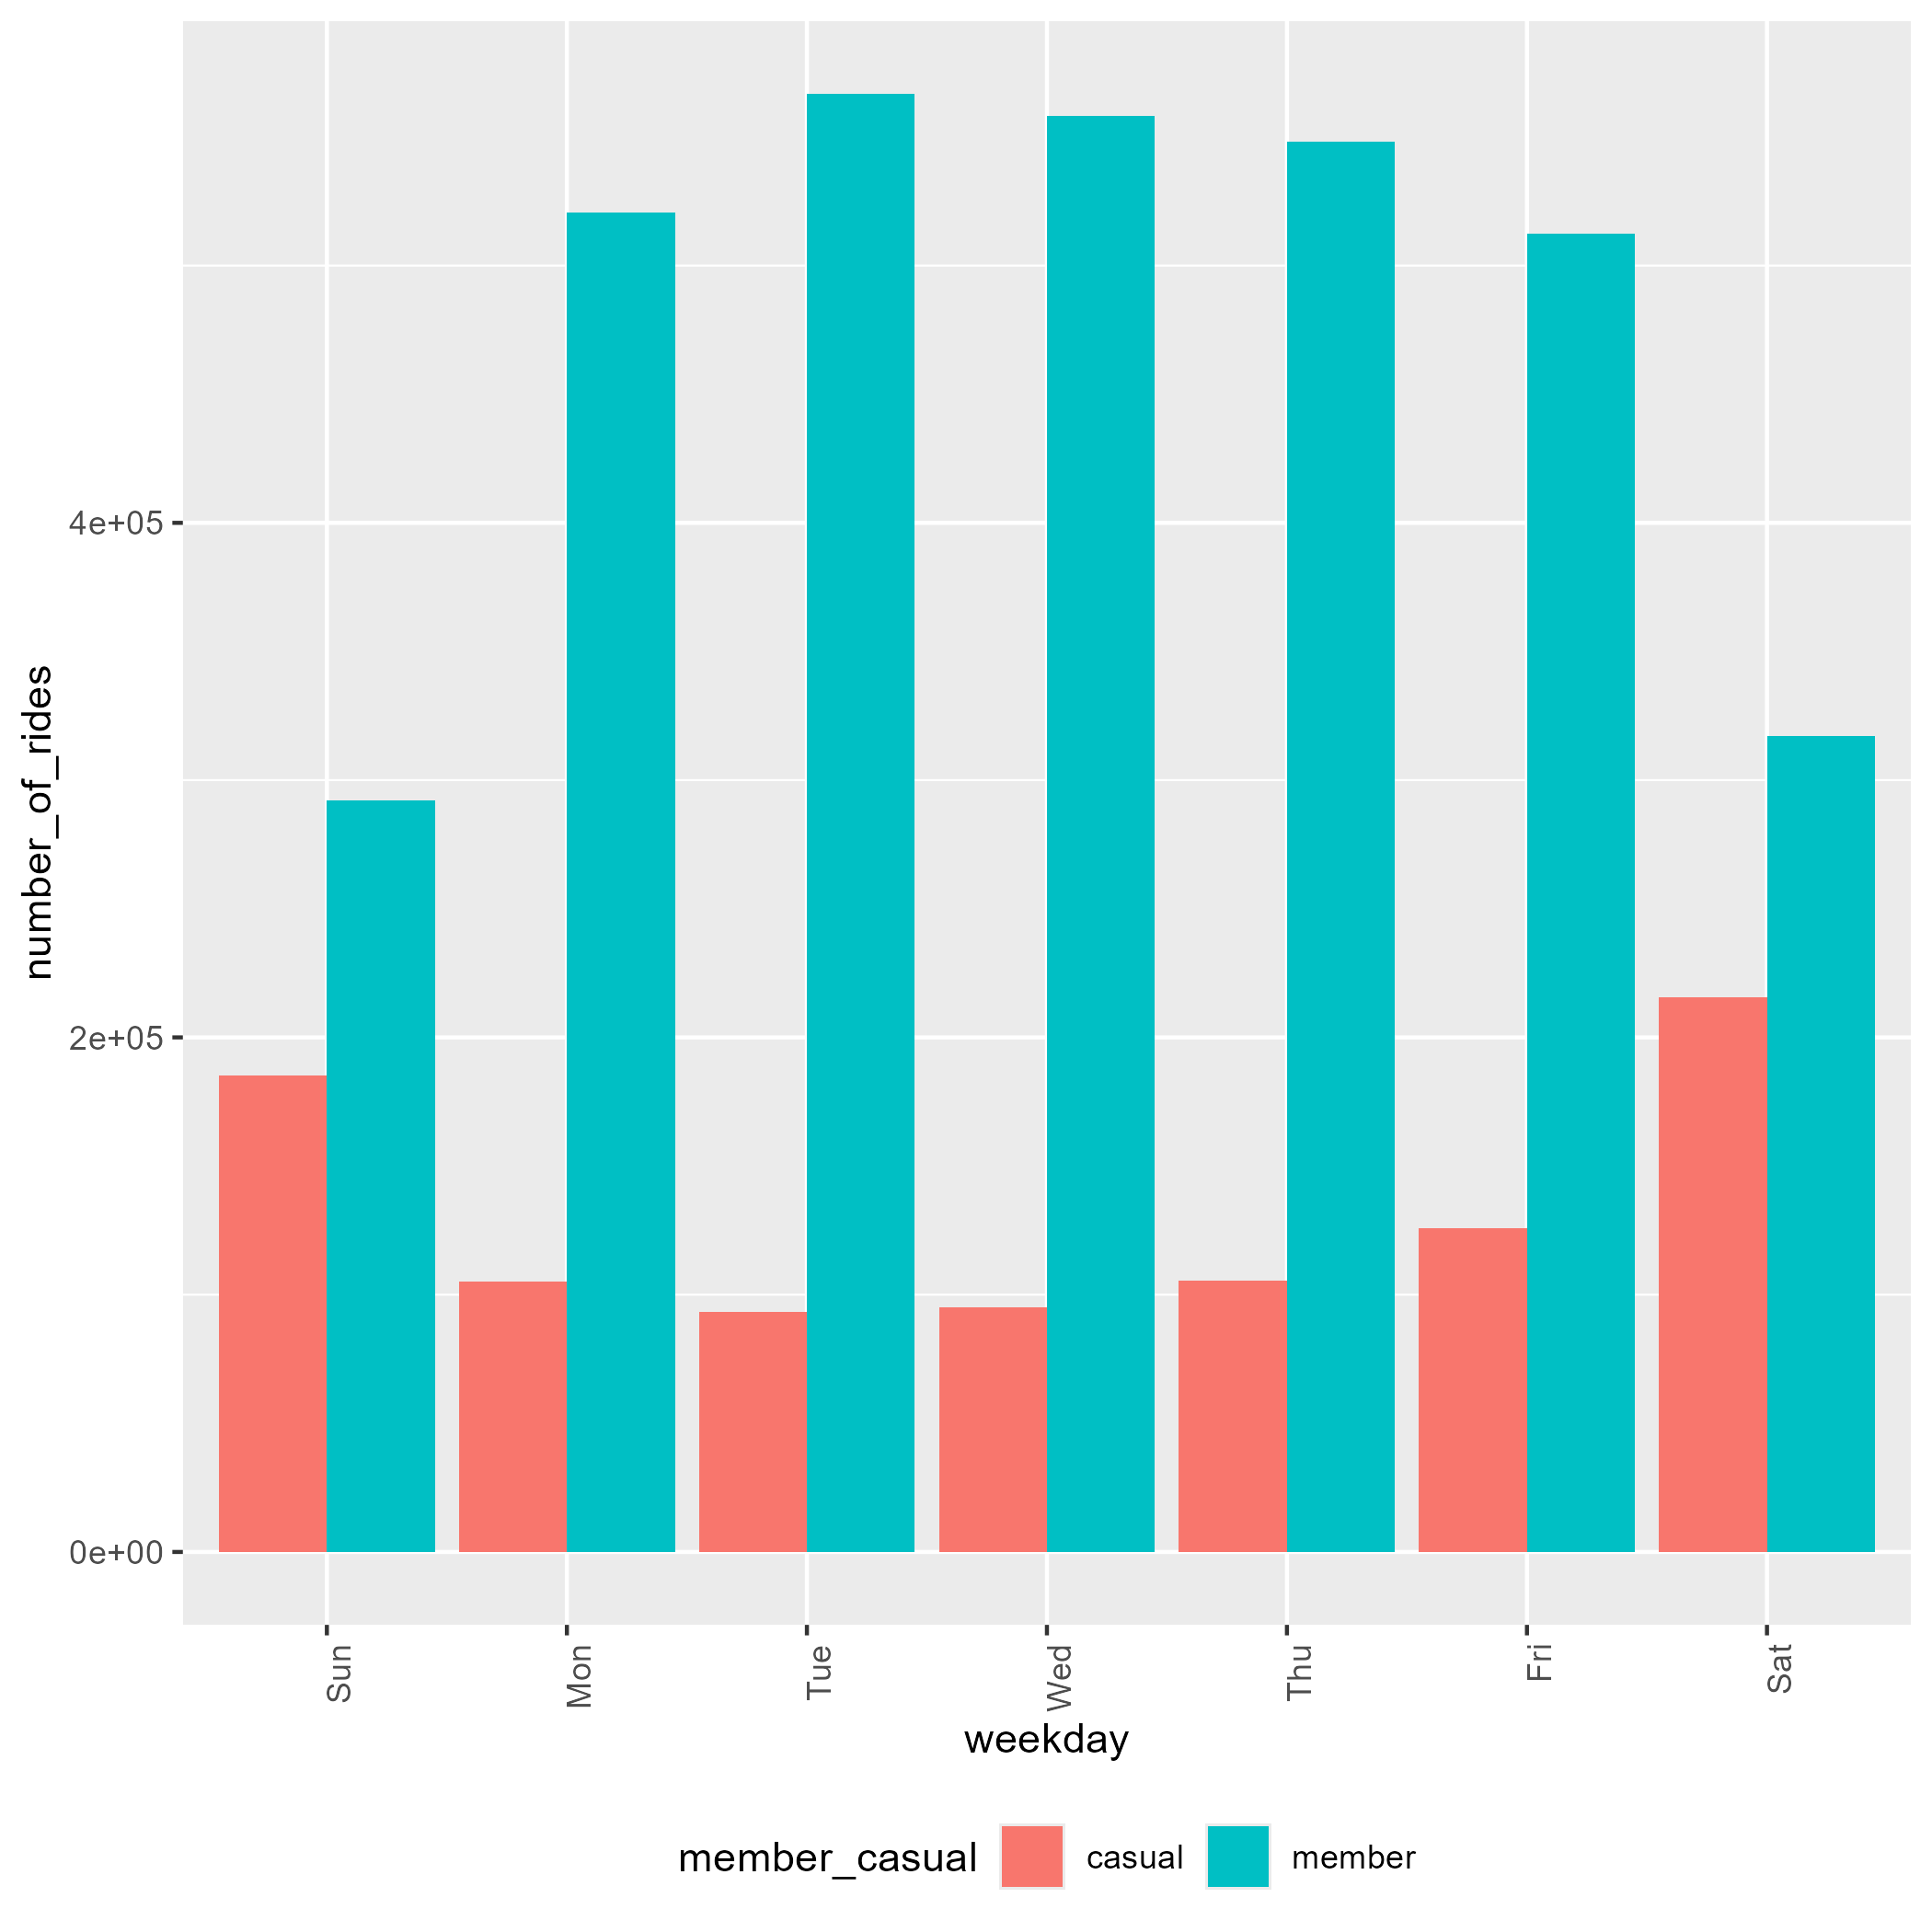 number_of_rides
4e+05
2e+05
0e+00
Sun
Mon
Tue
Wed
Thu
Fri
Sat
weekday
member_casual casual member